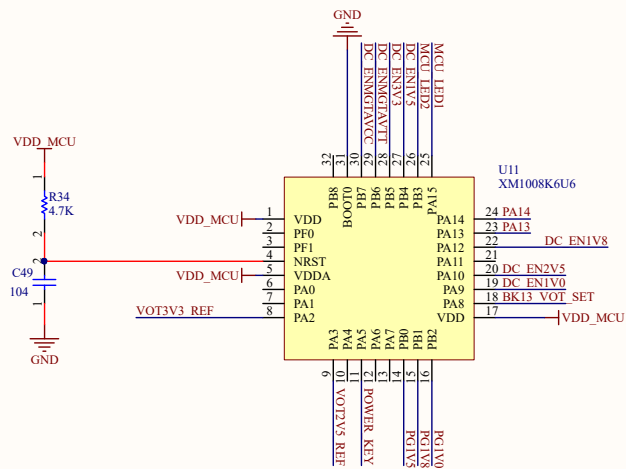 GND
DC_ENMGTAVCC
DC_ENMGTAVTT
DC_EN3V3
DC_EN1V5
MCU_LED2
MCU_LED1
VDD_MCU
32
31
30
29
28
27
26
25
U11
XM1008K6U6
1
R34
4.7K
2
PB8
BOOT0
PB7
PB6
PB5
PB4
PB3
PA15
VDD_MCU 1 VDD
2 PF0
3 PF1
4 NRST
VDD_MCU 5 VDDA
6 PA0
7 PA1
VOT3V3_REF 8 PA2
PA14 24 PA14
PA13 23 PA13
PA12 22 DC_EN1V8
PA11 21
PA10 20 DC_EN2V5
PA9 19 DC_EN1V0
PA8 18 BK13_VOT_SET
VDD 17 VDD_MCU
2
C49
104
1
GND
PA3
PA4
PA5
PA6
PA7
PB0
PB1
PB2
9
10
11
12
13
14
15
16
VOT2V5_REF
POWER_KEY
PG1V5
PG1V8
PG1V0